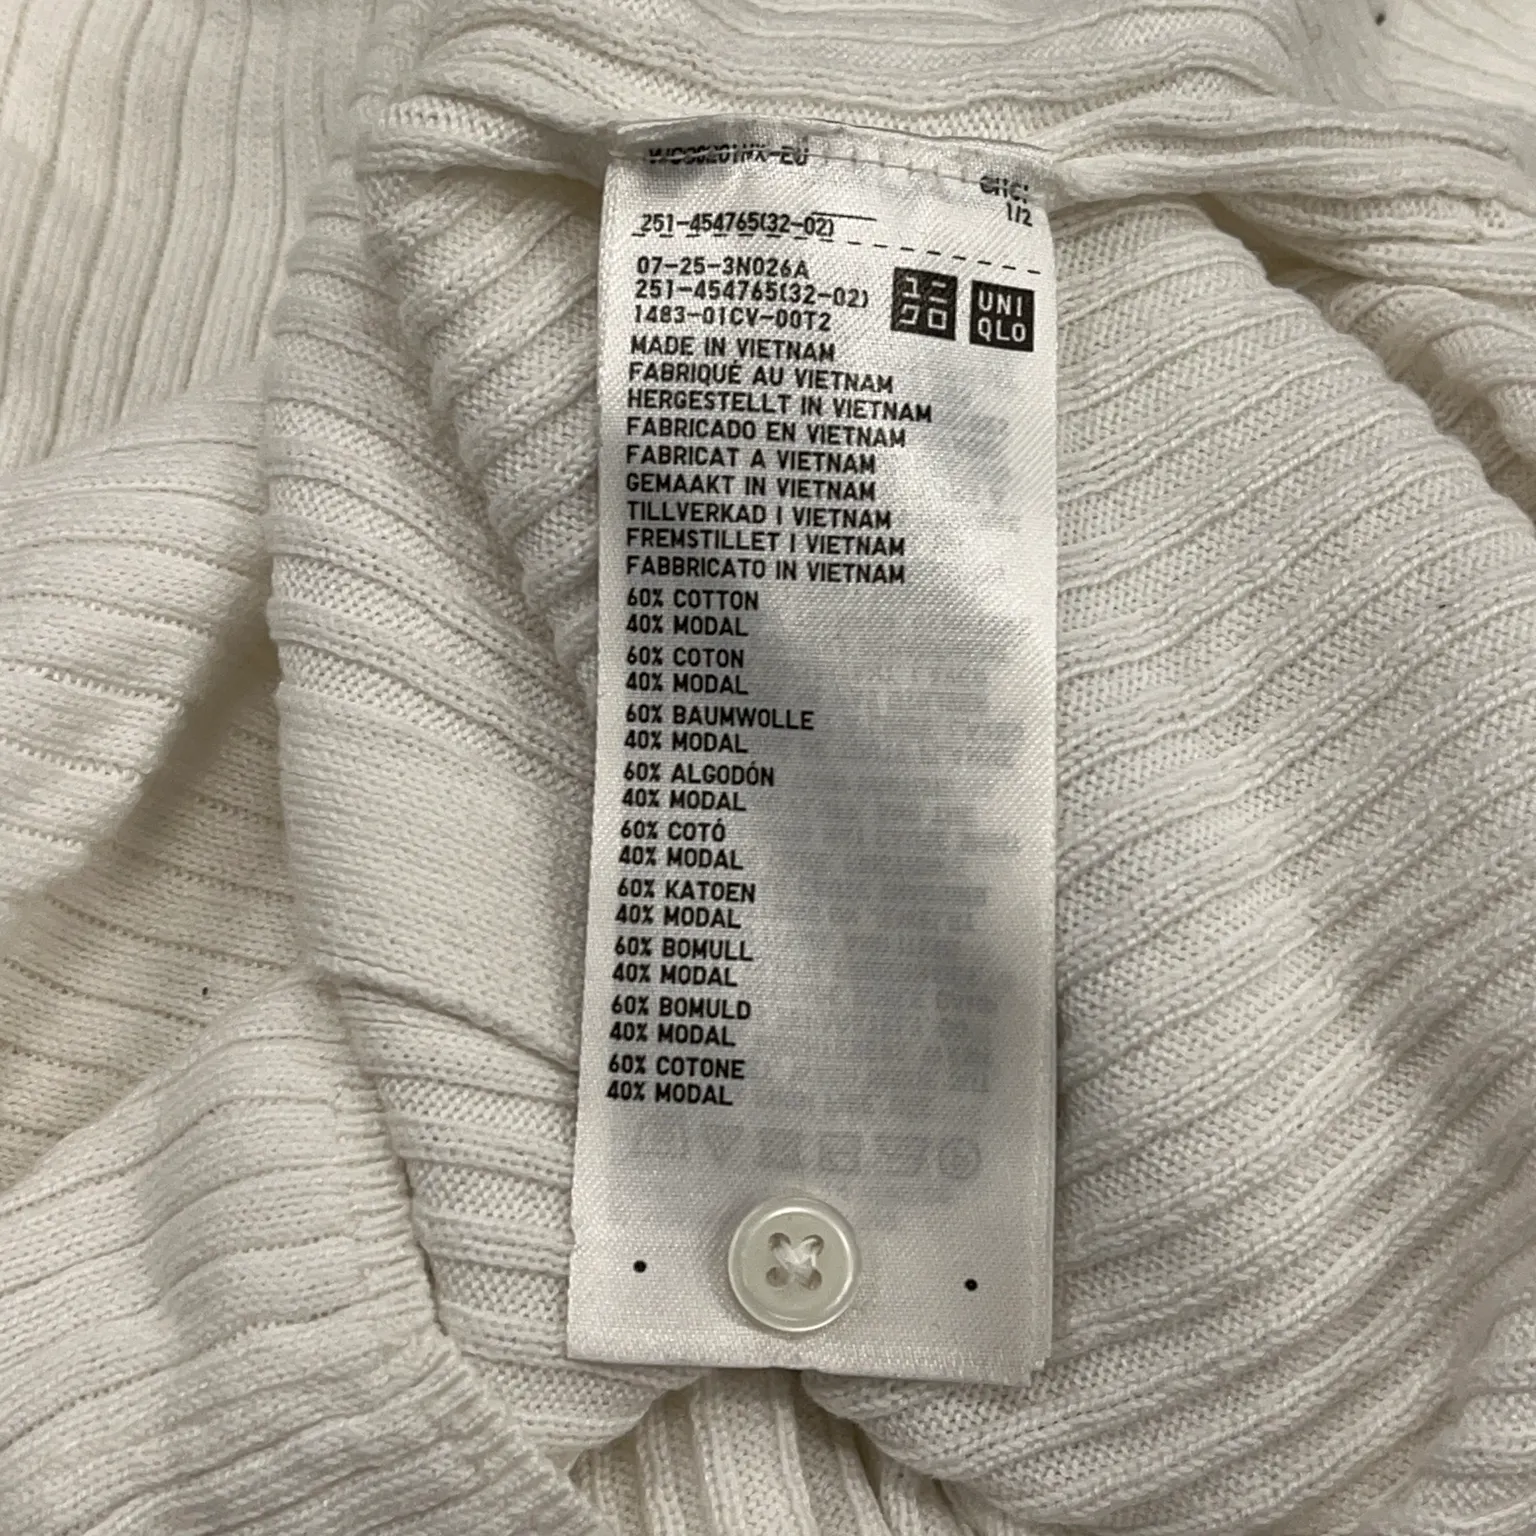 1/2
251-454765(32-02)
07-25-3N026A
251-454765(32-02)
1483-01CV-00T2
ユニ
クロ
UNI
QLO
MADE IN VIETNAM
FABRIQUÉ AU VIETNAM
HERGESTELLT IN VIETNAM
FABRICADO EN VIETNAM
FABRICAT A VIETNAM
GEMAAKT IN VIETNAM
TILLVERKAD I VIETNAM
FREMSTILLET I VIETNAM
FABBRICATO IN VIETNAM
60% COTTON
40% MODAL
60% COTON
40% MODAL
60% BAUMWOLLE
40% MODAL
60% ALGODÓN
40% MODAL
60% COTÓ
40% MODAL
60% KATOEN
40% MODAL
60% BOMULL
40% MODAL
60% BOMULD
40% MODAL
60% COTONE
40% MODAL